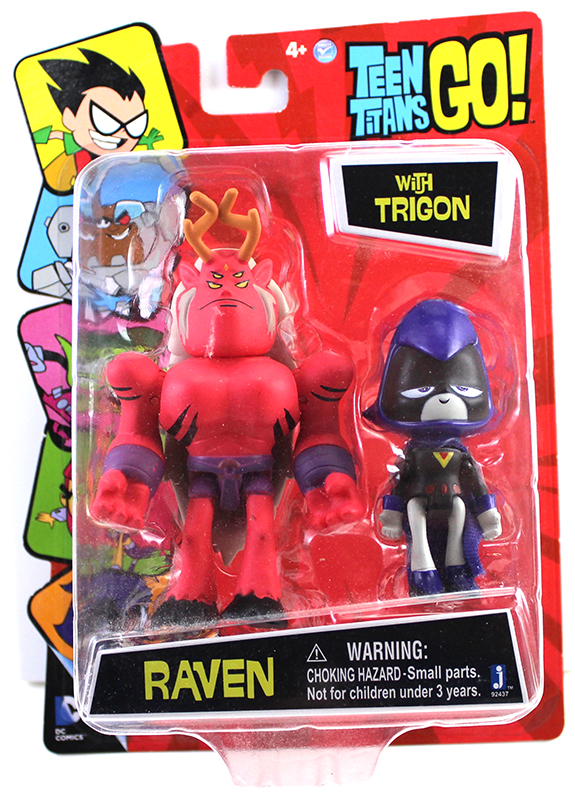 4+
TEEN
TITANS
GO!
WITH
TRIGON
RAVEN
WARNING:
CHOKING HAZARD-Small parts.
Not for children under 3 years.
92437
TM
DC
COMICS